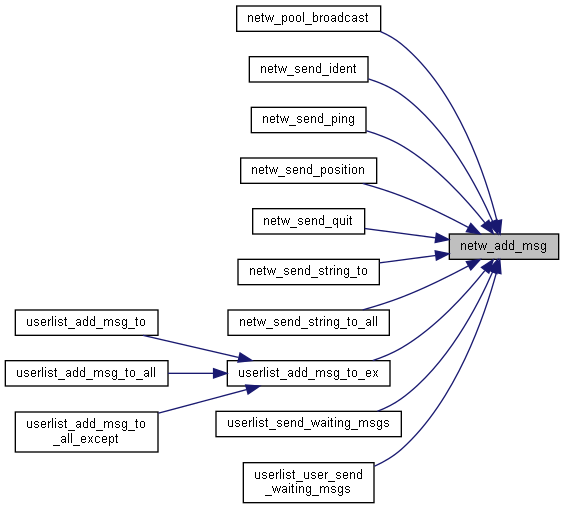 netw_pool_broadcast
netw_send_ident
netw_send_ping
netw_send_position
netw_send_quit
netw_add_msg
netw_send_string_to
userlist_add_msg_to
netw_send_string_to_all
userlist_add_msg_to_all
userlist_add_msg_to_ex
userlist_add_msg_to
_all_except
userlist_send_waiting_msgs
userlist_user_send
_waiting_msgs